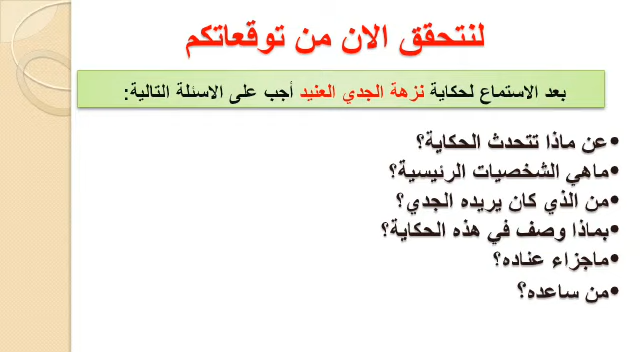 لنتحقق الان من توقعاتكم
بعد الاستماع لحكاية نزهة الجدي العنيد أجب على الاسئلة التالية:
•عن ماذا تتحدث الحكاية؟
•ماهي الشخصيات الرئيسية؟
•من الذي كان يريده الجدي؟
•بماذا وصف في هذه الحكاية؟
•ماجزاء عناده؟
•من ساعده؟